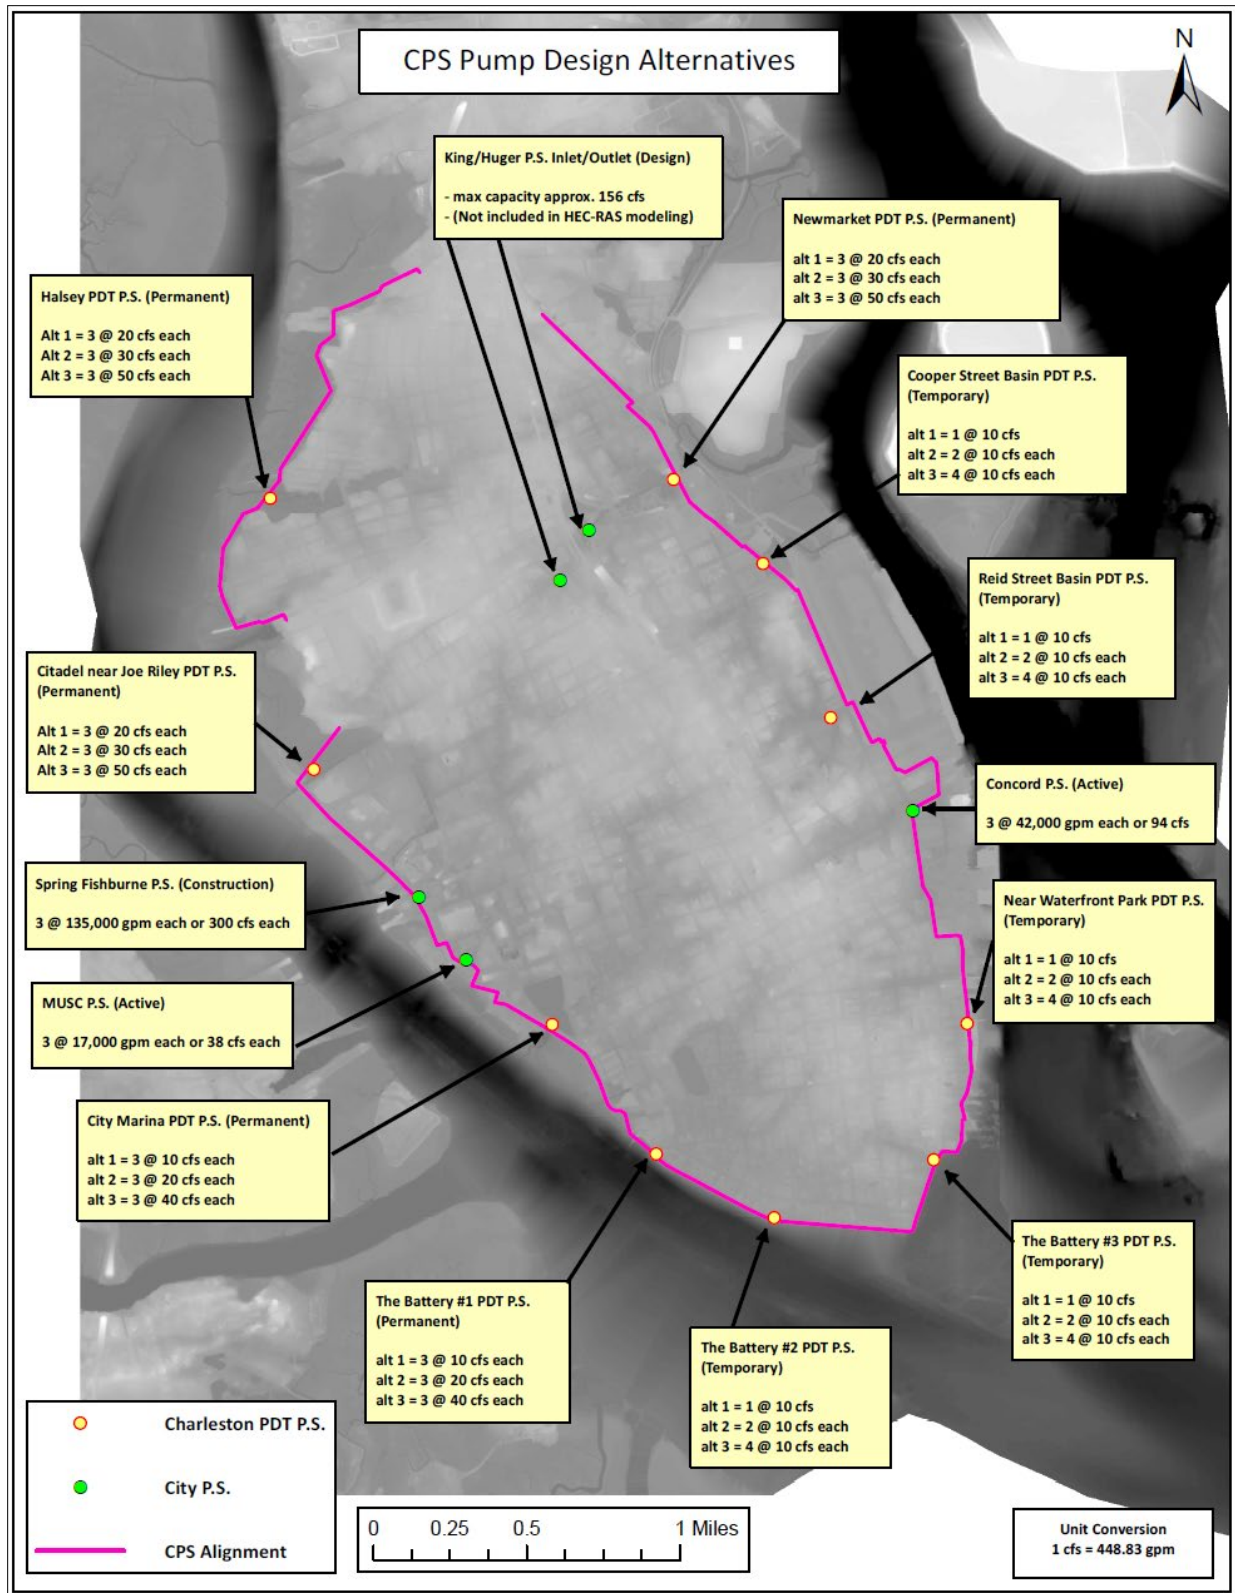 CPS Pump Design Alternatives
N
King/Huger P.S. Inlet/Outlet (Design)
- max capacity approx. 156 cfs
- (Not included in HEC-RAS modeling)
Newmarket PDT P.S. (Permanent)
alt 1 = 3 @ 20 cfs each
alt 2 = 3 @ 30 cfs each
alt 3 = 3 @ 50 cfs each
Halsey PDT P.S. (Permanent)
Alt 1 = 3 @ 20 cfs each
Alt 2 = 3 @ 30 cfs each
Alt 3 = 3 @ 50 cfs each
Cooper Street Basin PDT P.S.
(Temporary)
alt 1 = 1 @ 10 cfs
alt 2 = 2 @ 10 cfs each
alt 3 = 4 @ 10 cfs each
Reid Street Basin PDT P.S.
(Temporary)
alt 1 = 1 @ 10 cfs
alt 2 = 2 @ 10 cfs each
alt 3 = 4 @ 10 cfs each
Citadel near Joe Riley PDT P.S.
(Permanent)
Alt 1 = 3 @ 20 cfs each
Alt 2 = 3 @ 30 cfs each
Alt 3 = 3 @ 50 cfs each
Concord P.S. (Active)
3 @ 42,000 gpm each or 94 cfs
Spring Fishburne P.S. (Construction)
3 @ 135,000 gpm each or 300 cfs each
Near Waterfront Park PDT P.S.
(Temporary)
alt 1 = 1 @ 10 cfs
alt 2 = 2 @ 10 cfs each
alt 3 = 4 @ 10 cfs each
MUSC P.S. (Active)
3 @ 17,000 gpm each or 38 cfs each
City Marina PDT P.S. (Permanent)
alt 1 = 3 @ 10 cfs each
alt 2 = 3 @ 20 cfs each
alt 3 = 3 @ 40 cfs each
The Battery #3 PDT P.S.
(Temporary)
alt 1 = 1 @ 10 cfs
alt 2 = 2 @ 10 cfs each
alt 3 = 4 @ 10 cfs each
The Battery #1 PDT P.S.
(Permanent)
alt 1 = 3 @ 10 cfs each
alt 2 = 3 @ 20 cfs each
alt 3 = 3 @ 40 cfs each
The Battery #2 PDT P.S.
(Temporary)
alt 1 = 1 @ 10 cfs
alt 2 = 2 @ 10 cfs each
alt 3 = 4 @ 10 cfs each
Charleston PDT P.S.
City P.S.
CPS Alignment
0 0.25 0.5 1 Miles
Unit Conversion
1 cfs = 448.83 gpm